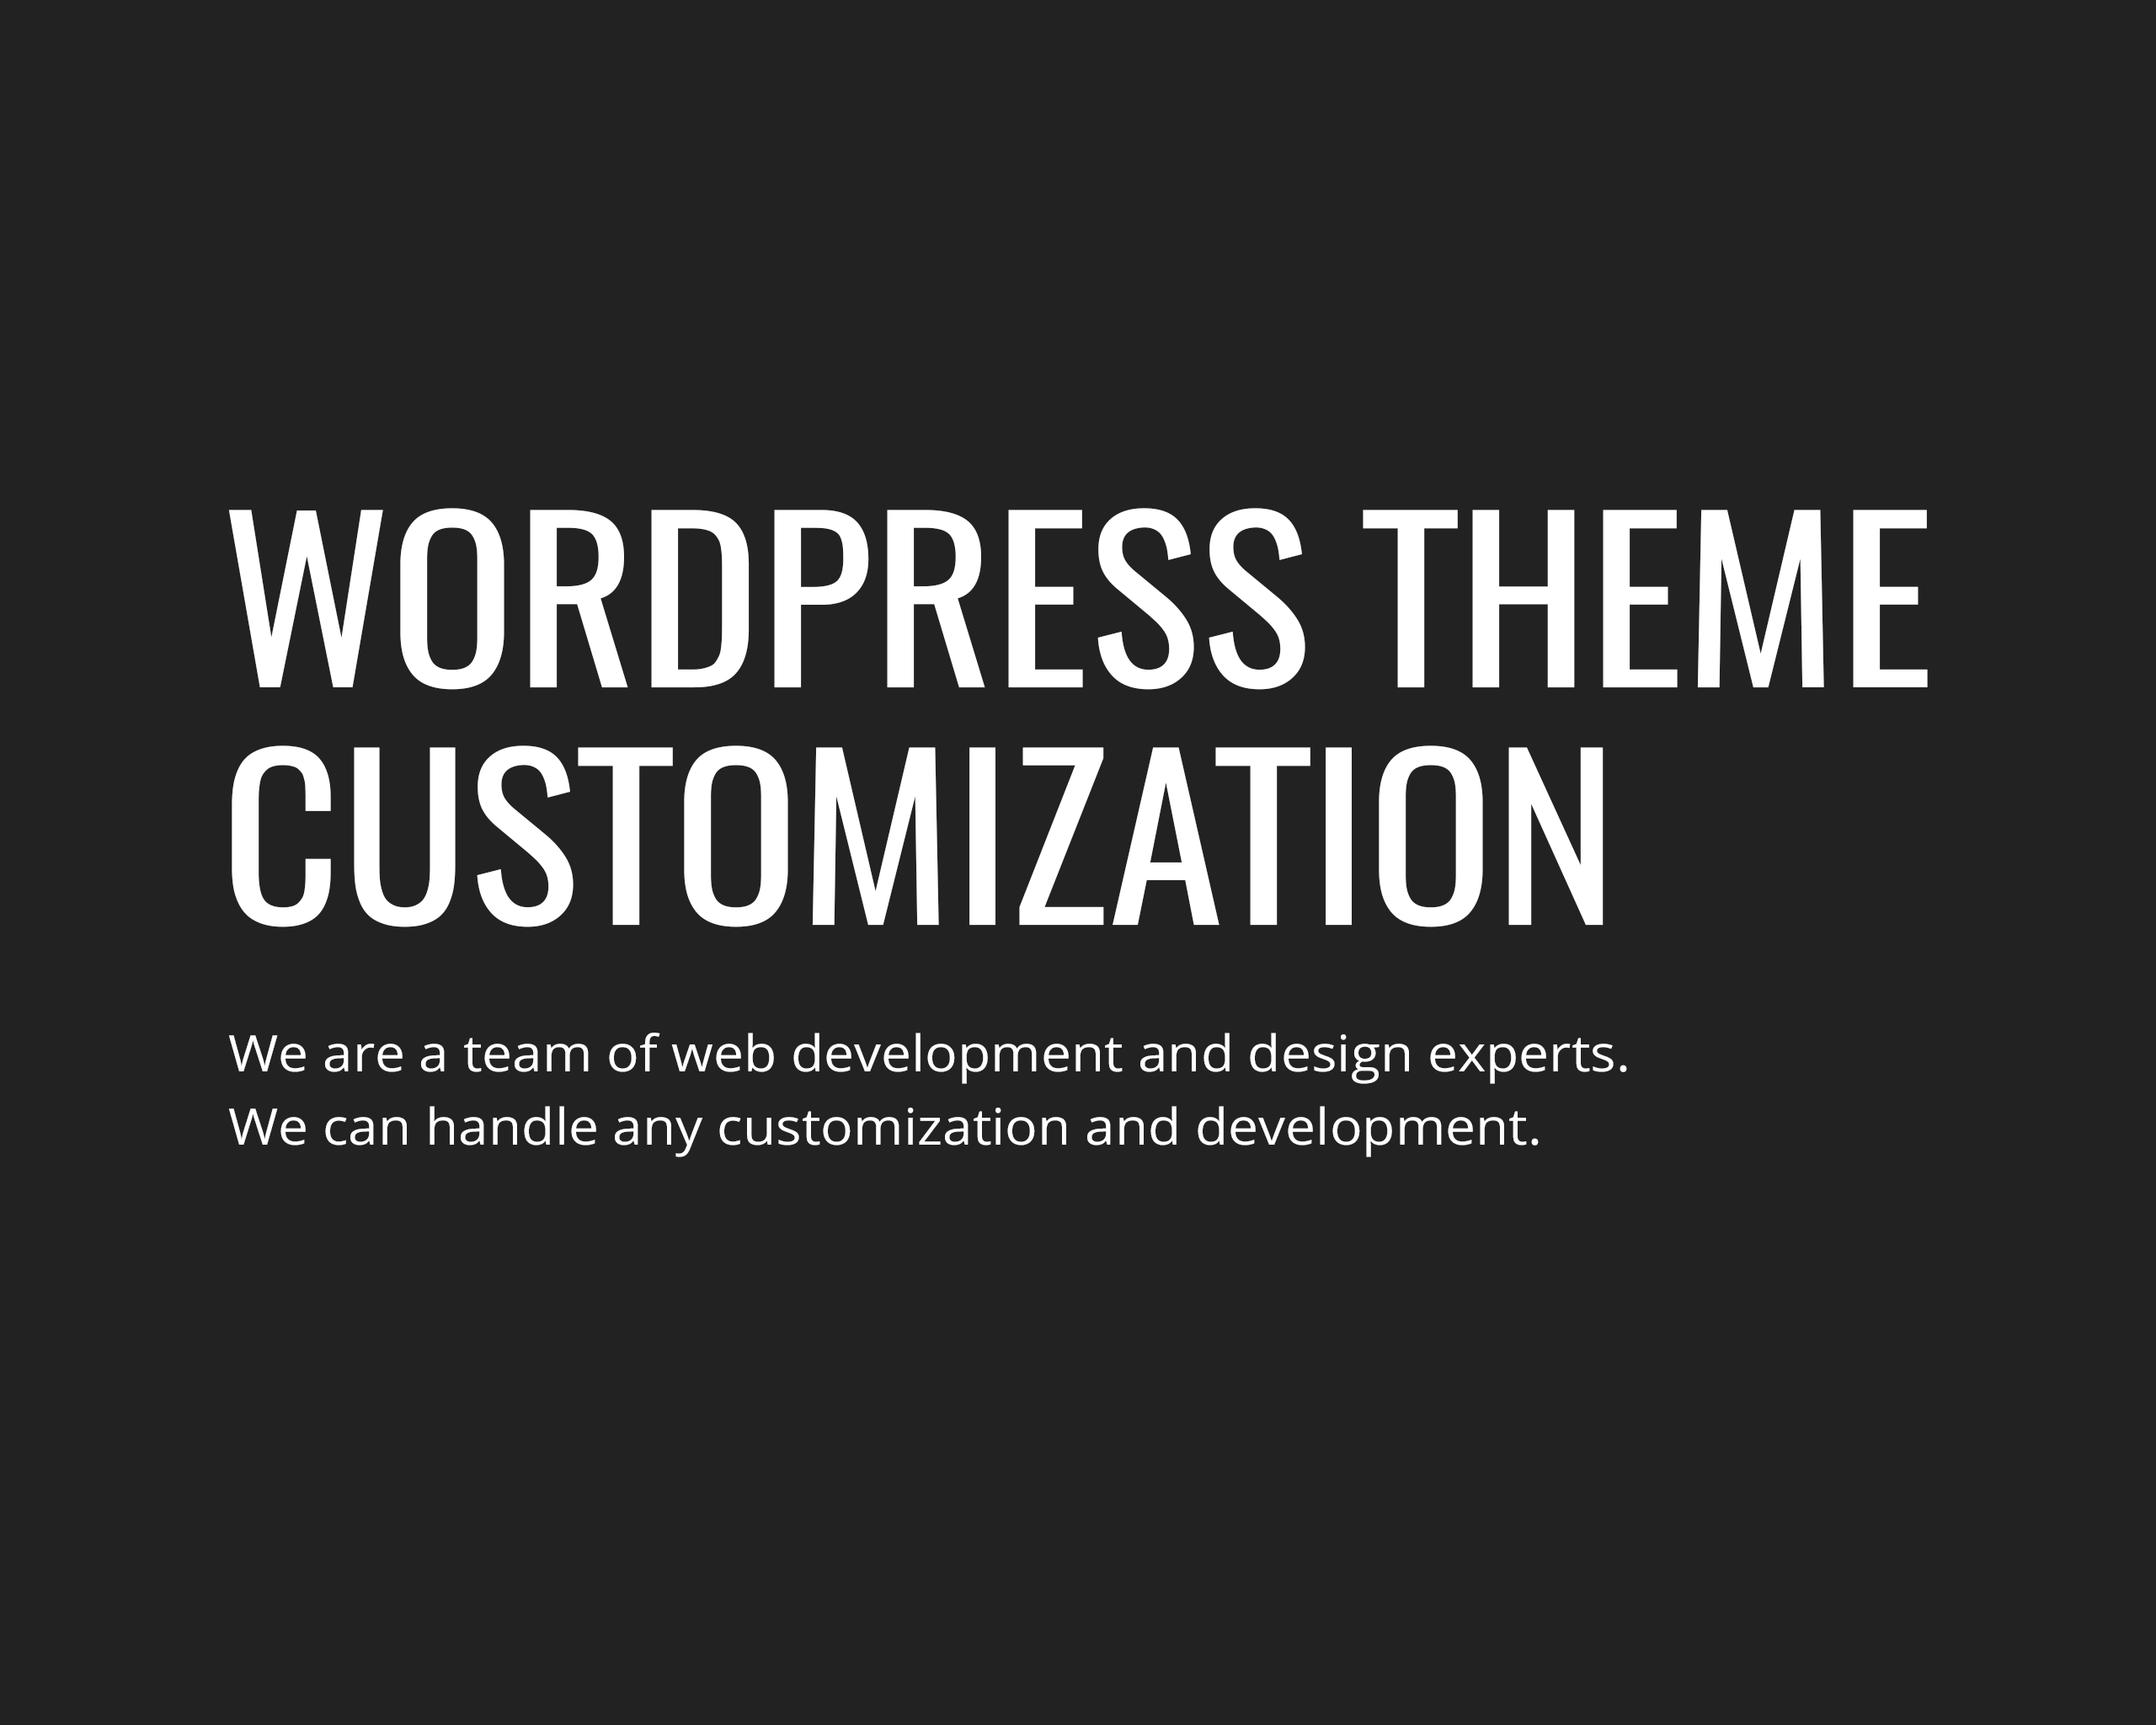 WORDPRESS THEME
CUSTOMIZATION
We are a team of web development and design experts.
We can handle any customization and development.